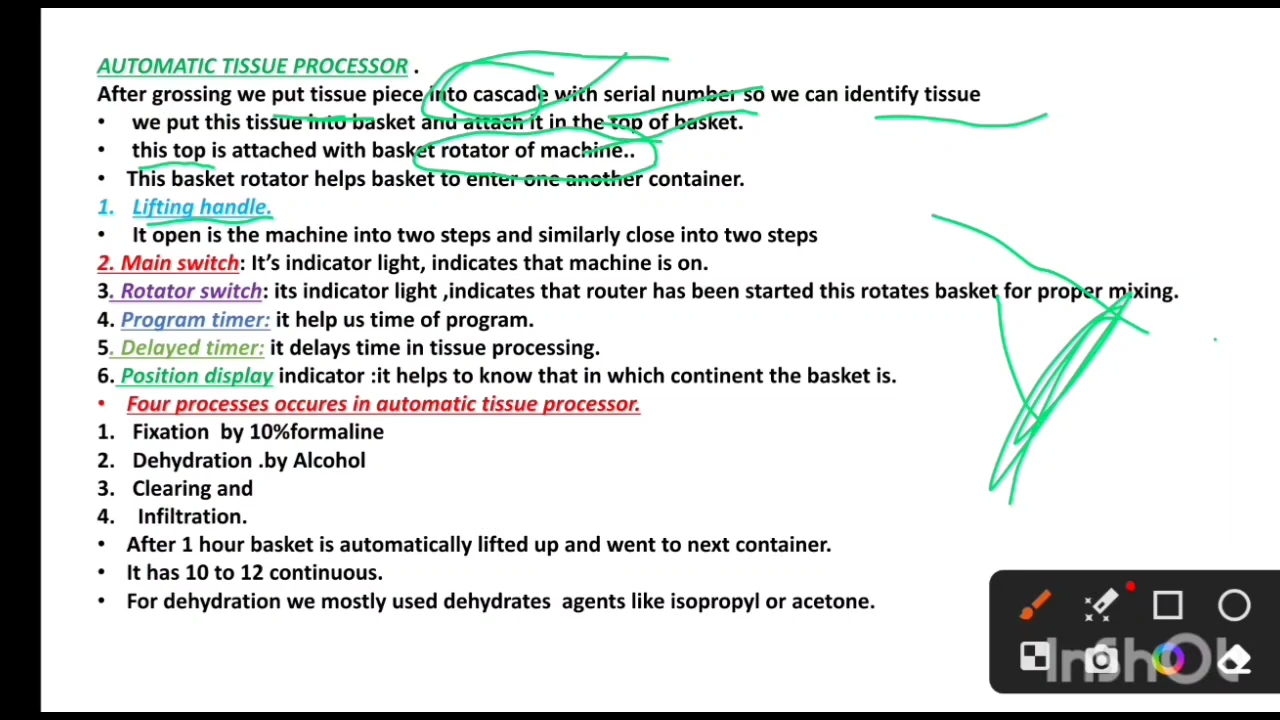 AUTOMATIC TISSUE PROCESSOR .
After grossing we put tissue piece into cascade with serial number so we can identify tissue
• we put this tissue into basket and attach it in the top of basket.
• this top is attached with basket rotator of machine..
• This basket rotator helps basket to enter one another container.
1. Lifting handle.
• It open is the machine into two steps and similarly close into two steps
2. Main switch: It's indicator light, indicates that machine is on.
3. Rotator switch: its indicator light ,indicates that router has been started this rotates basket for proper mixing.
4. Program timer: it help us time of program.
5. Delayed timer: it delays time in tissue processing.
6. Position display indicator :it helps to know that in which continent the basket is.
• Four processes occures in automatic tissue processor.
1. Fixation by 10%formaline
2. Dehydration .by Alcohol
3. Clearing and
4. Infiltration.
• After 1 hour basket is automatically lifted up and went to next container.
• It has 10 to 12 continuous.
• For dehydration we mostly used dehydrates agents like isopropyl or acetone.
InShot